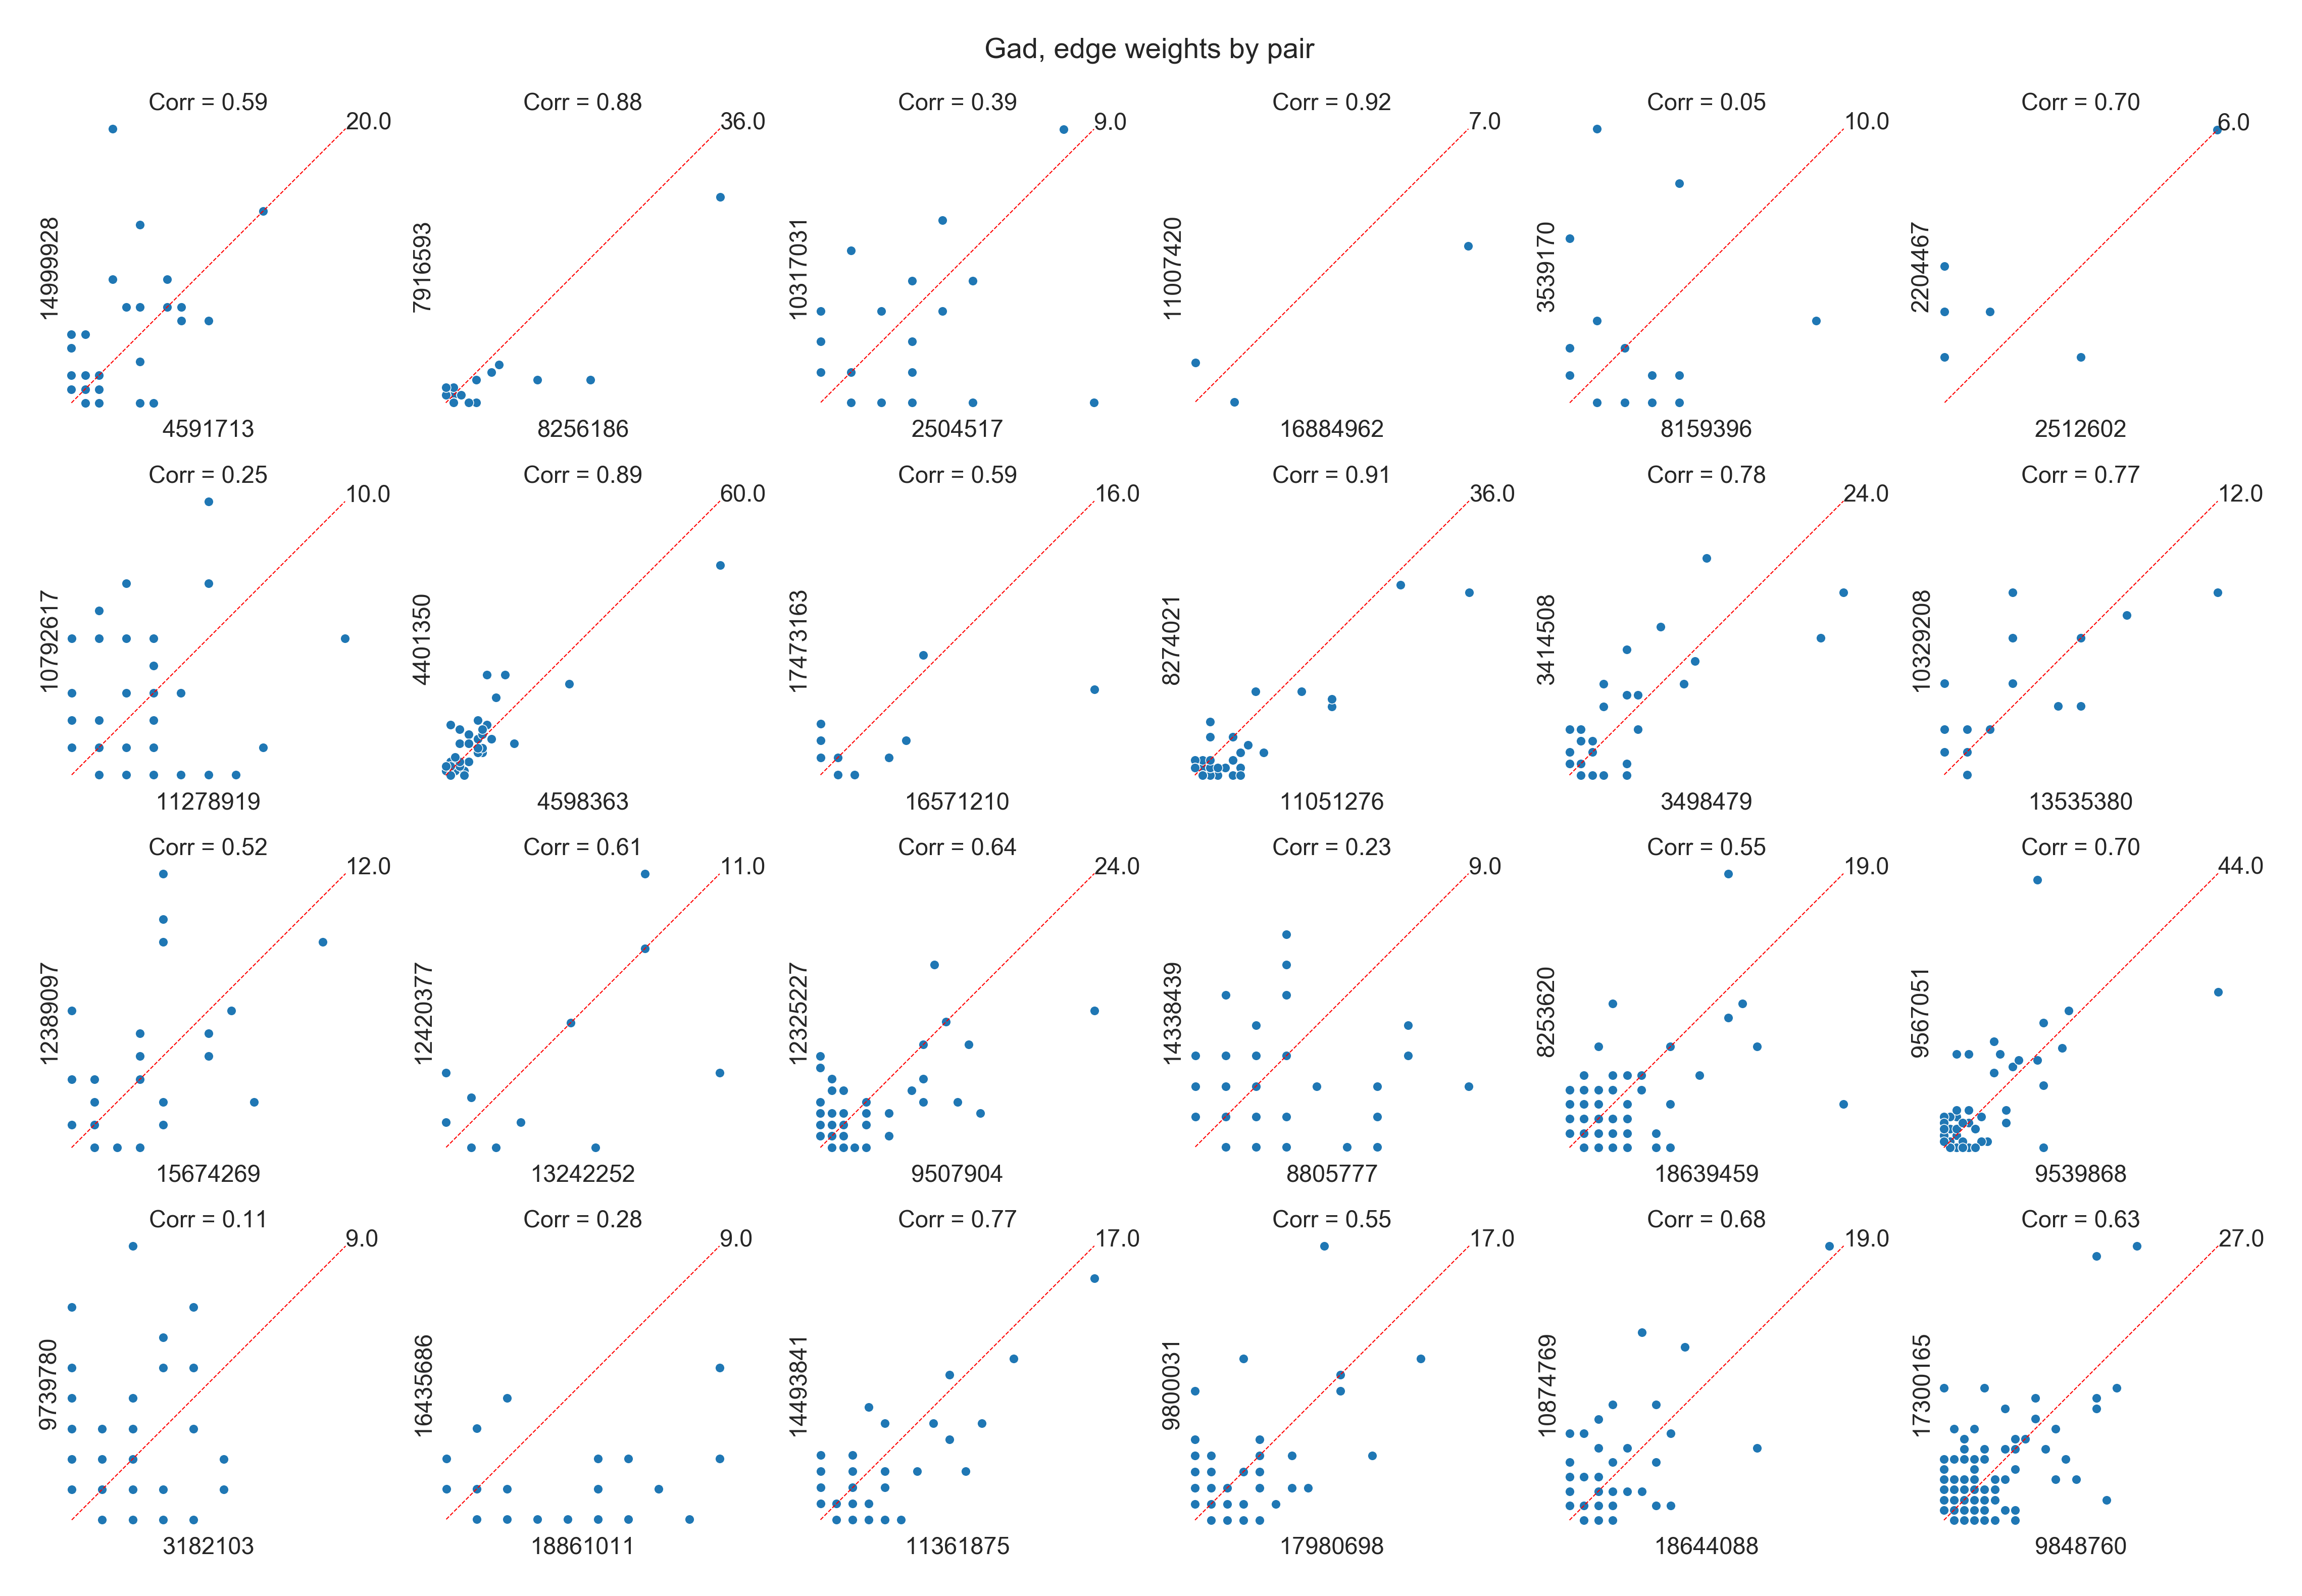 Gad, edge weights by pair
Corr = 0.59
20.0
14999928
4591713
Corr = 0.88
36.0
7916593
8256186
Corr = 0.39
9.0
10317031
2504517
Corr = 0.92
7.0
11007420
16884962
Corr = 0.05
10.0
3539170
8159396
Corr = 0.70
6.0
2204467
2512602
Corr = 0.25
10.0
10792617
11278919
Corr = 0.89
60.0
4401350
4598363
Corr = 0.59
16.0
17473163
16571210
Corr = 0.91
36.0
8274021
11051276
Corr = 0.78
24.0
3414508
3498479
Corr = 0.77
12.0
10329208
13535380
Corr = 0.52
12.0
12389097
15674269
Corr = 0.61
11.0
12420377
13242252
Corr = 0.64
24.0
12325227
9507904
Corr = 0.23
9.0
14338439
8805777
Corr = 0.55
19.0
8253620
18639459
Corr = 0.70
44.0
9567051
9539868
Corr = 0.11
9.0
9739780
3182103
Corr = 0.28
9.0
16435686
18861011
Corr = 0.77
17.0
14493841
11361875
Corr = 0.55
17.0
9800031
17980698
Corr = 0.68
19.0
10874769
18644088
Corr = 0.63
27.0
17300165
9848760